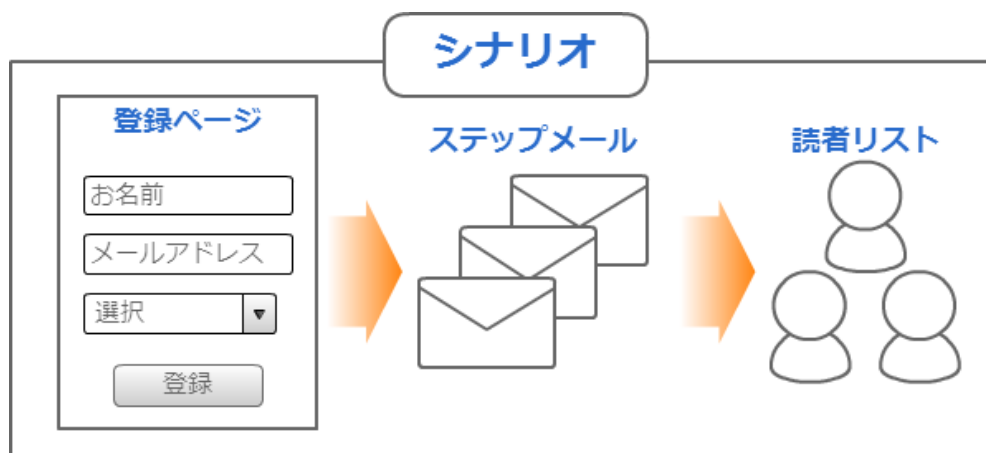 シナリオ
登録ページ
お名前
メールアドレス
選択
登録
ステップメール
読者リスト